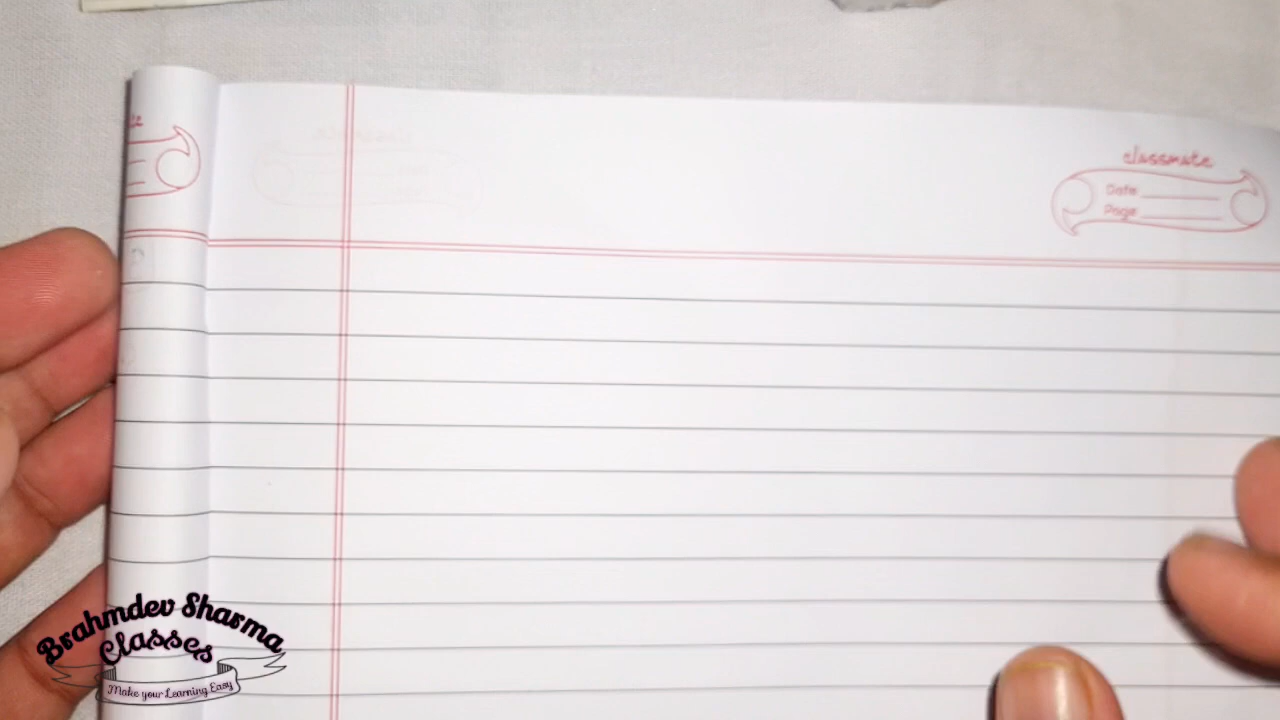 classmate
Date
Page
Brahmdev Sharma
Classes
Make your Learning Easy